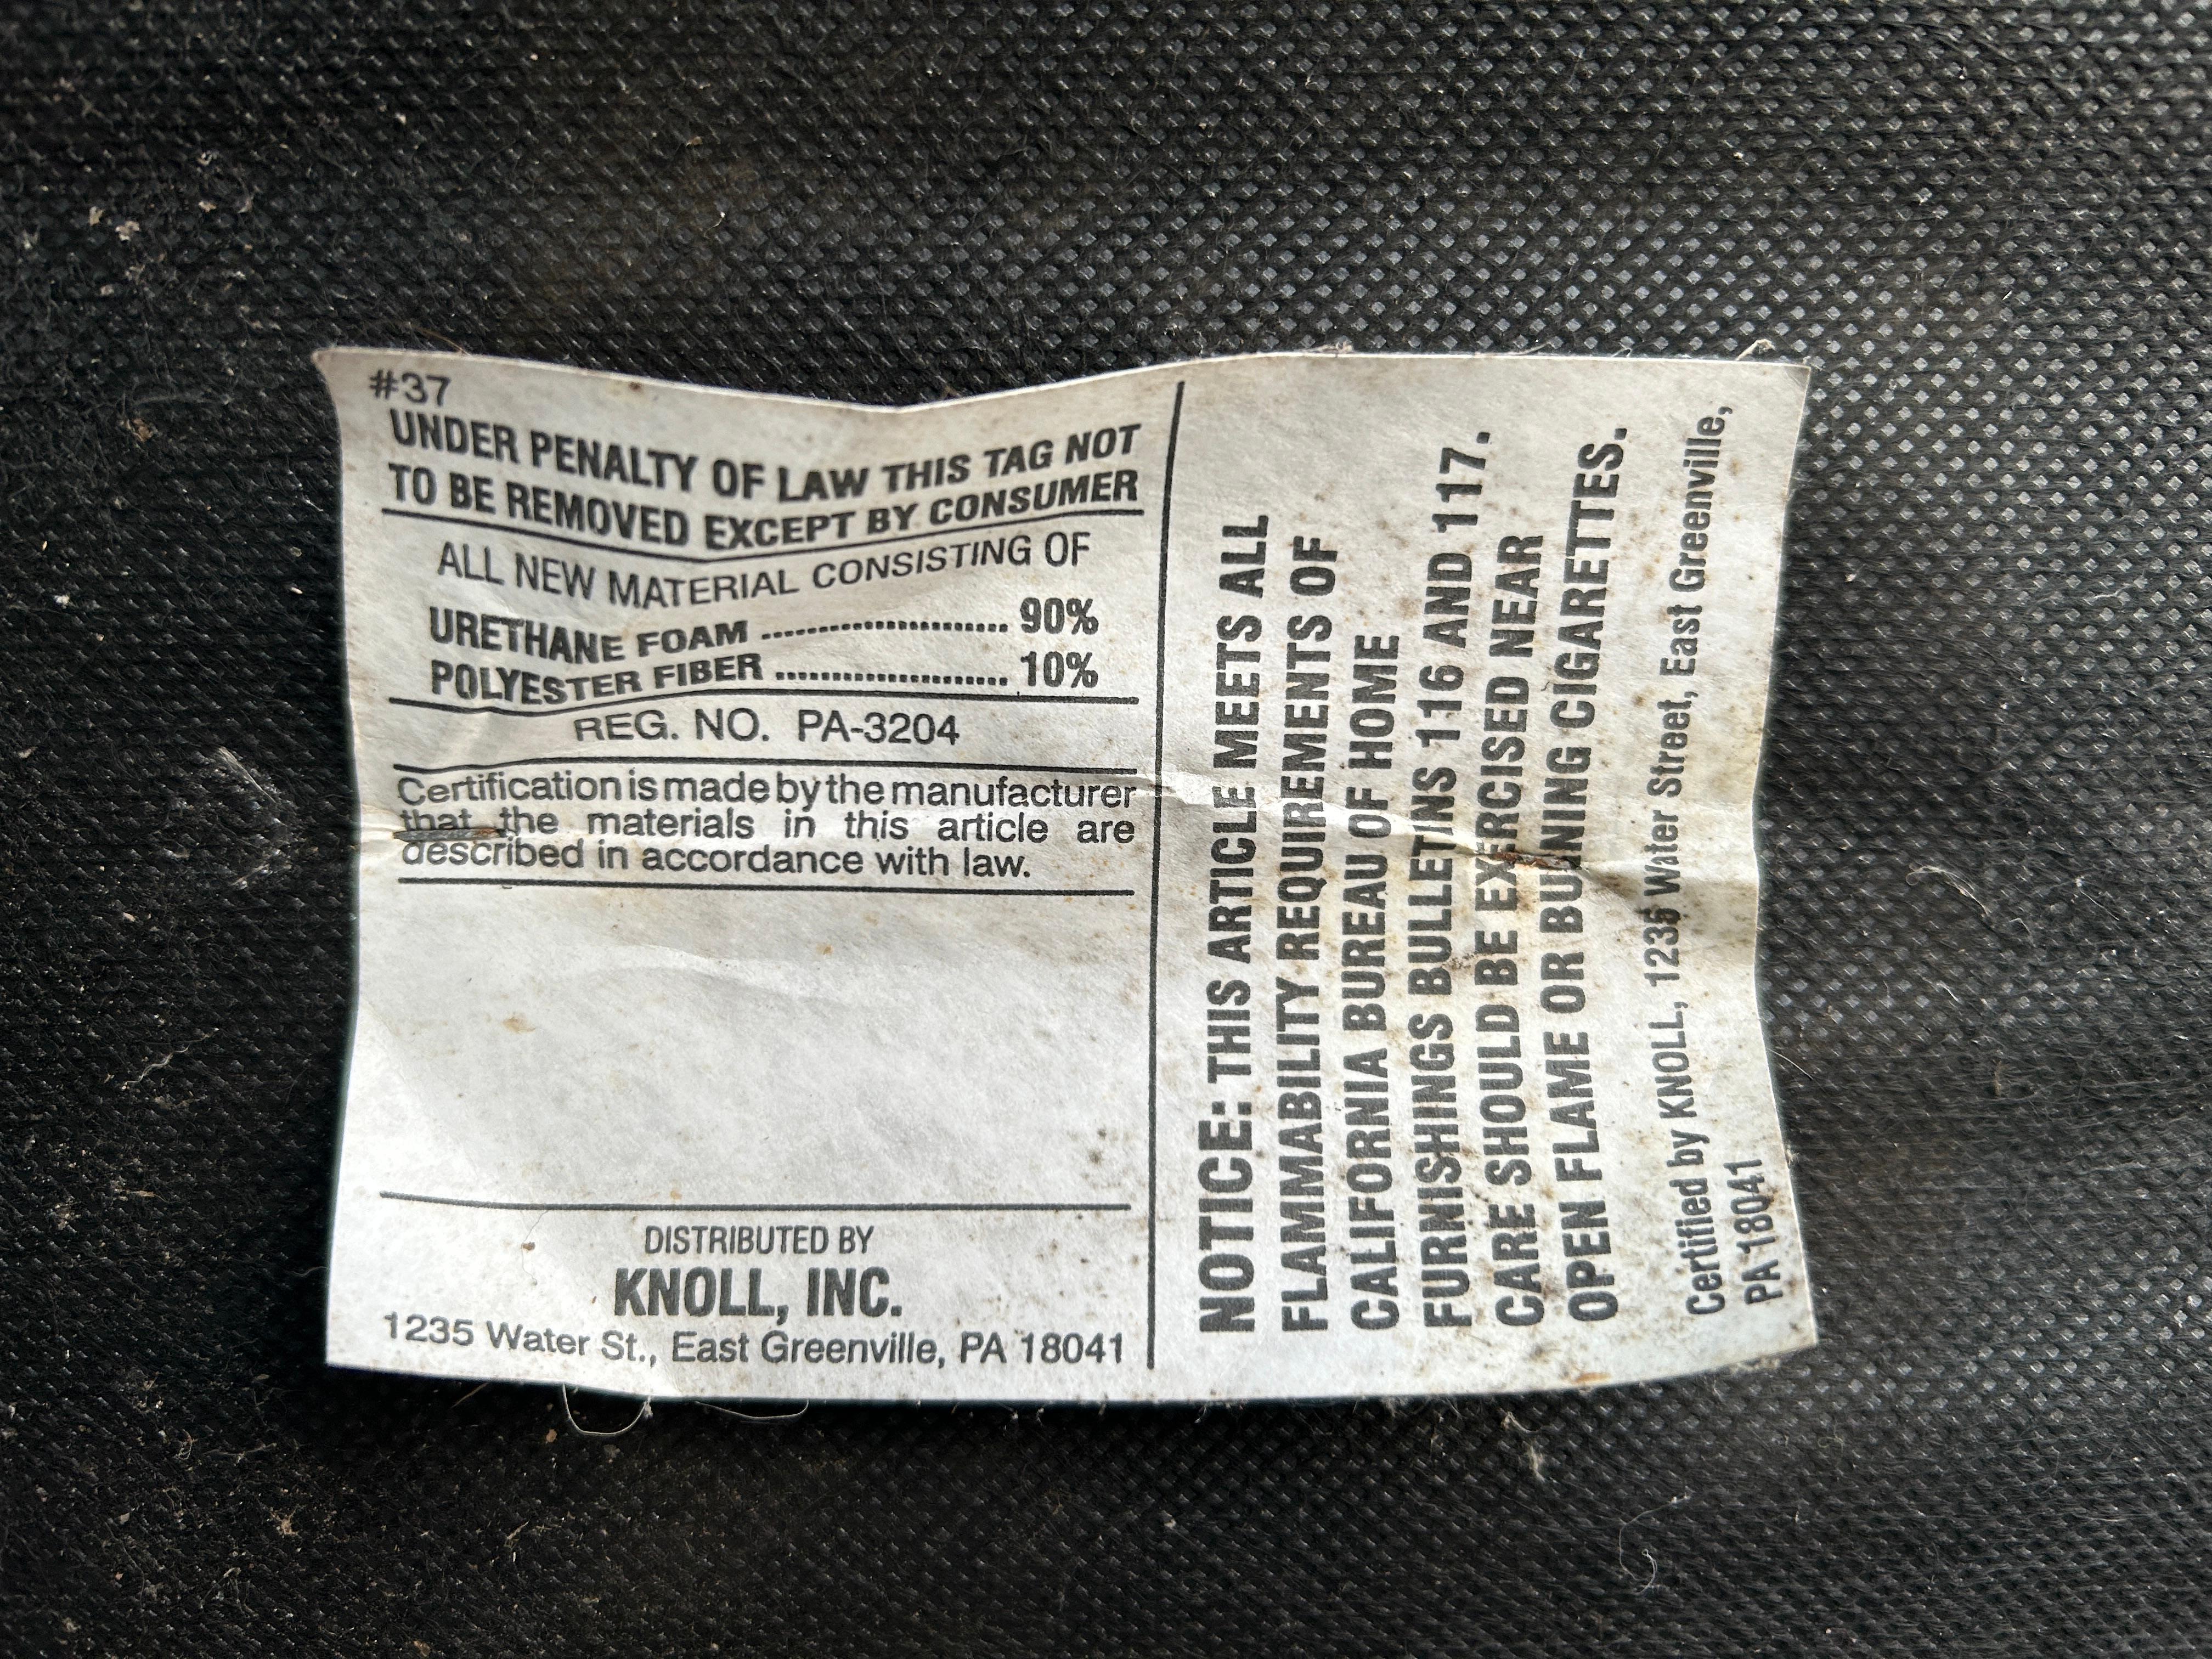 #37
UNDER PENALTY OF LAW THIS TAG NOT
TO BE REMOVED EXCEPT BY CONSUMER
ALL NEW MATERIAL CONSISTING OF
URETHANE FOAM ........................ 90%
POLYESTER FIBER ....................... 10%
REG. NO. PA-3204
Certification is made by the manufacturer
that the materials in this article are
described in accordance with law.
DISTRIBUTED BY
KNOLL, INC.
1235 Water St., East Greenville, PA 18041
NOTICE: THIS ARTICLE MEETS ALL
FLAMMABILITY REQUIREMENTS OF
CALIFORNIA BUREAU OF HOME
FURNISHINGS BULLETINS 116 AND 117.
CARE SHOULD BE EXERCISED NEAR
OPEN FLAME OR BURNING CIGARETTES.
Certified by KNOLL, 1235 Water Street, East Greenville,
PA 18041